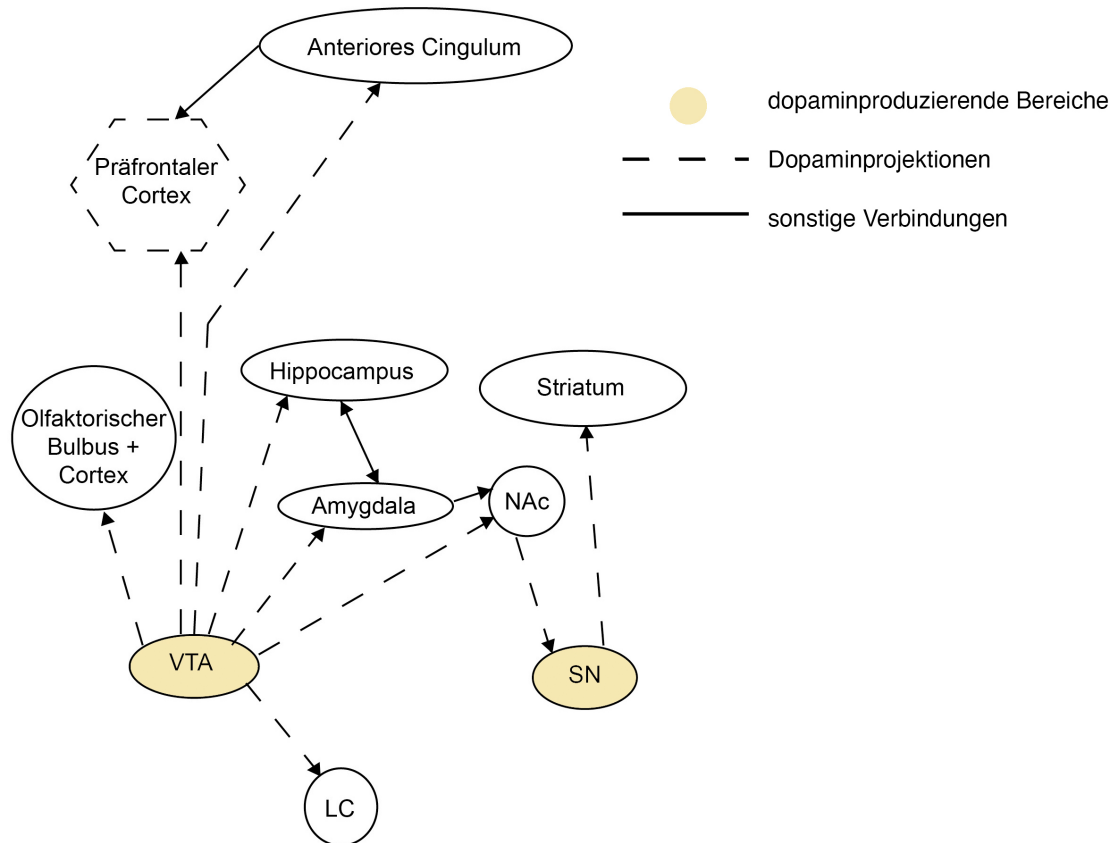 Anteriores Cingulum
dopaminproduzierende Bereiche
Dopaminprojektionen
sonstige Verbindungen
Präfrontaler
Cortex
Hippocampus
Striatum
Olfaktorischer
Bulbus +
Cortex
Amygdala
NAc
VTA
SN
LC